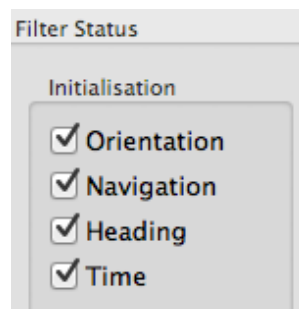 Filter Status
Initialisation
Orientation
Navigation
Heading
Time